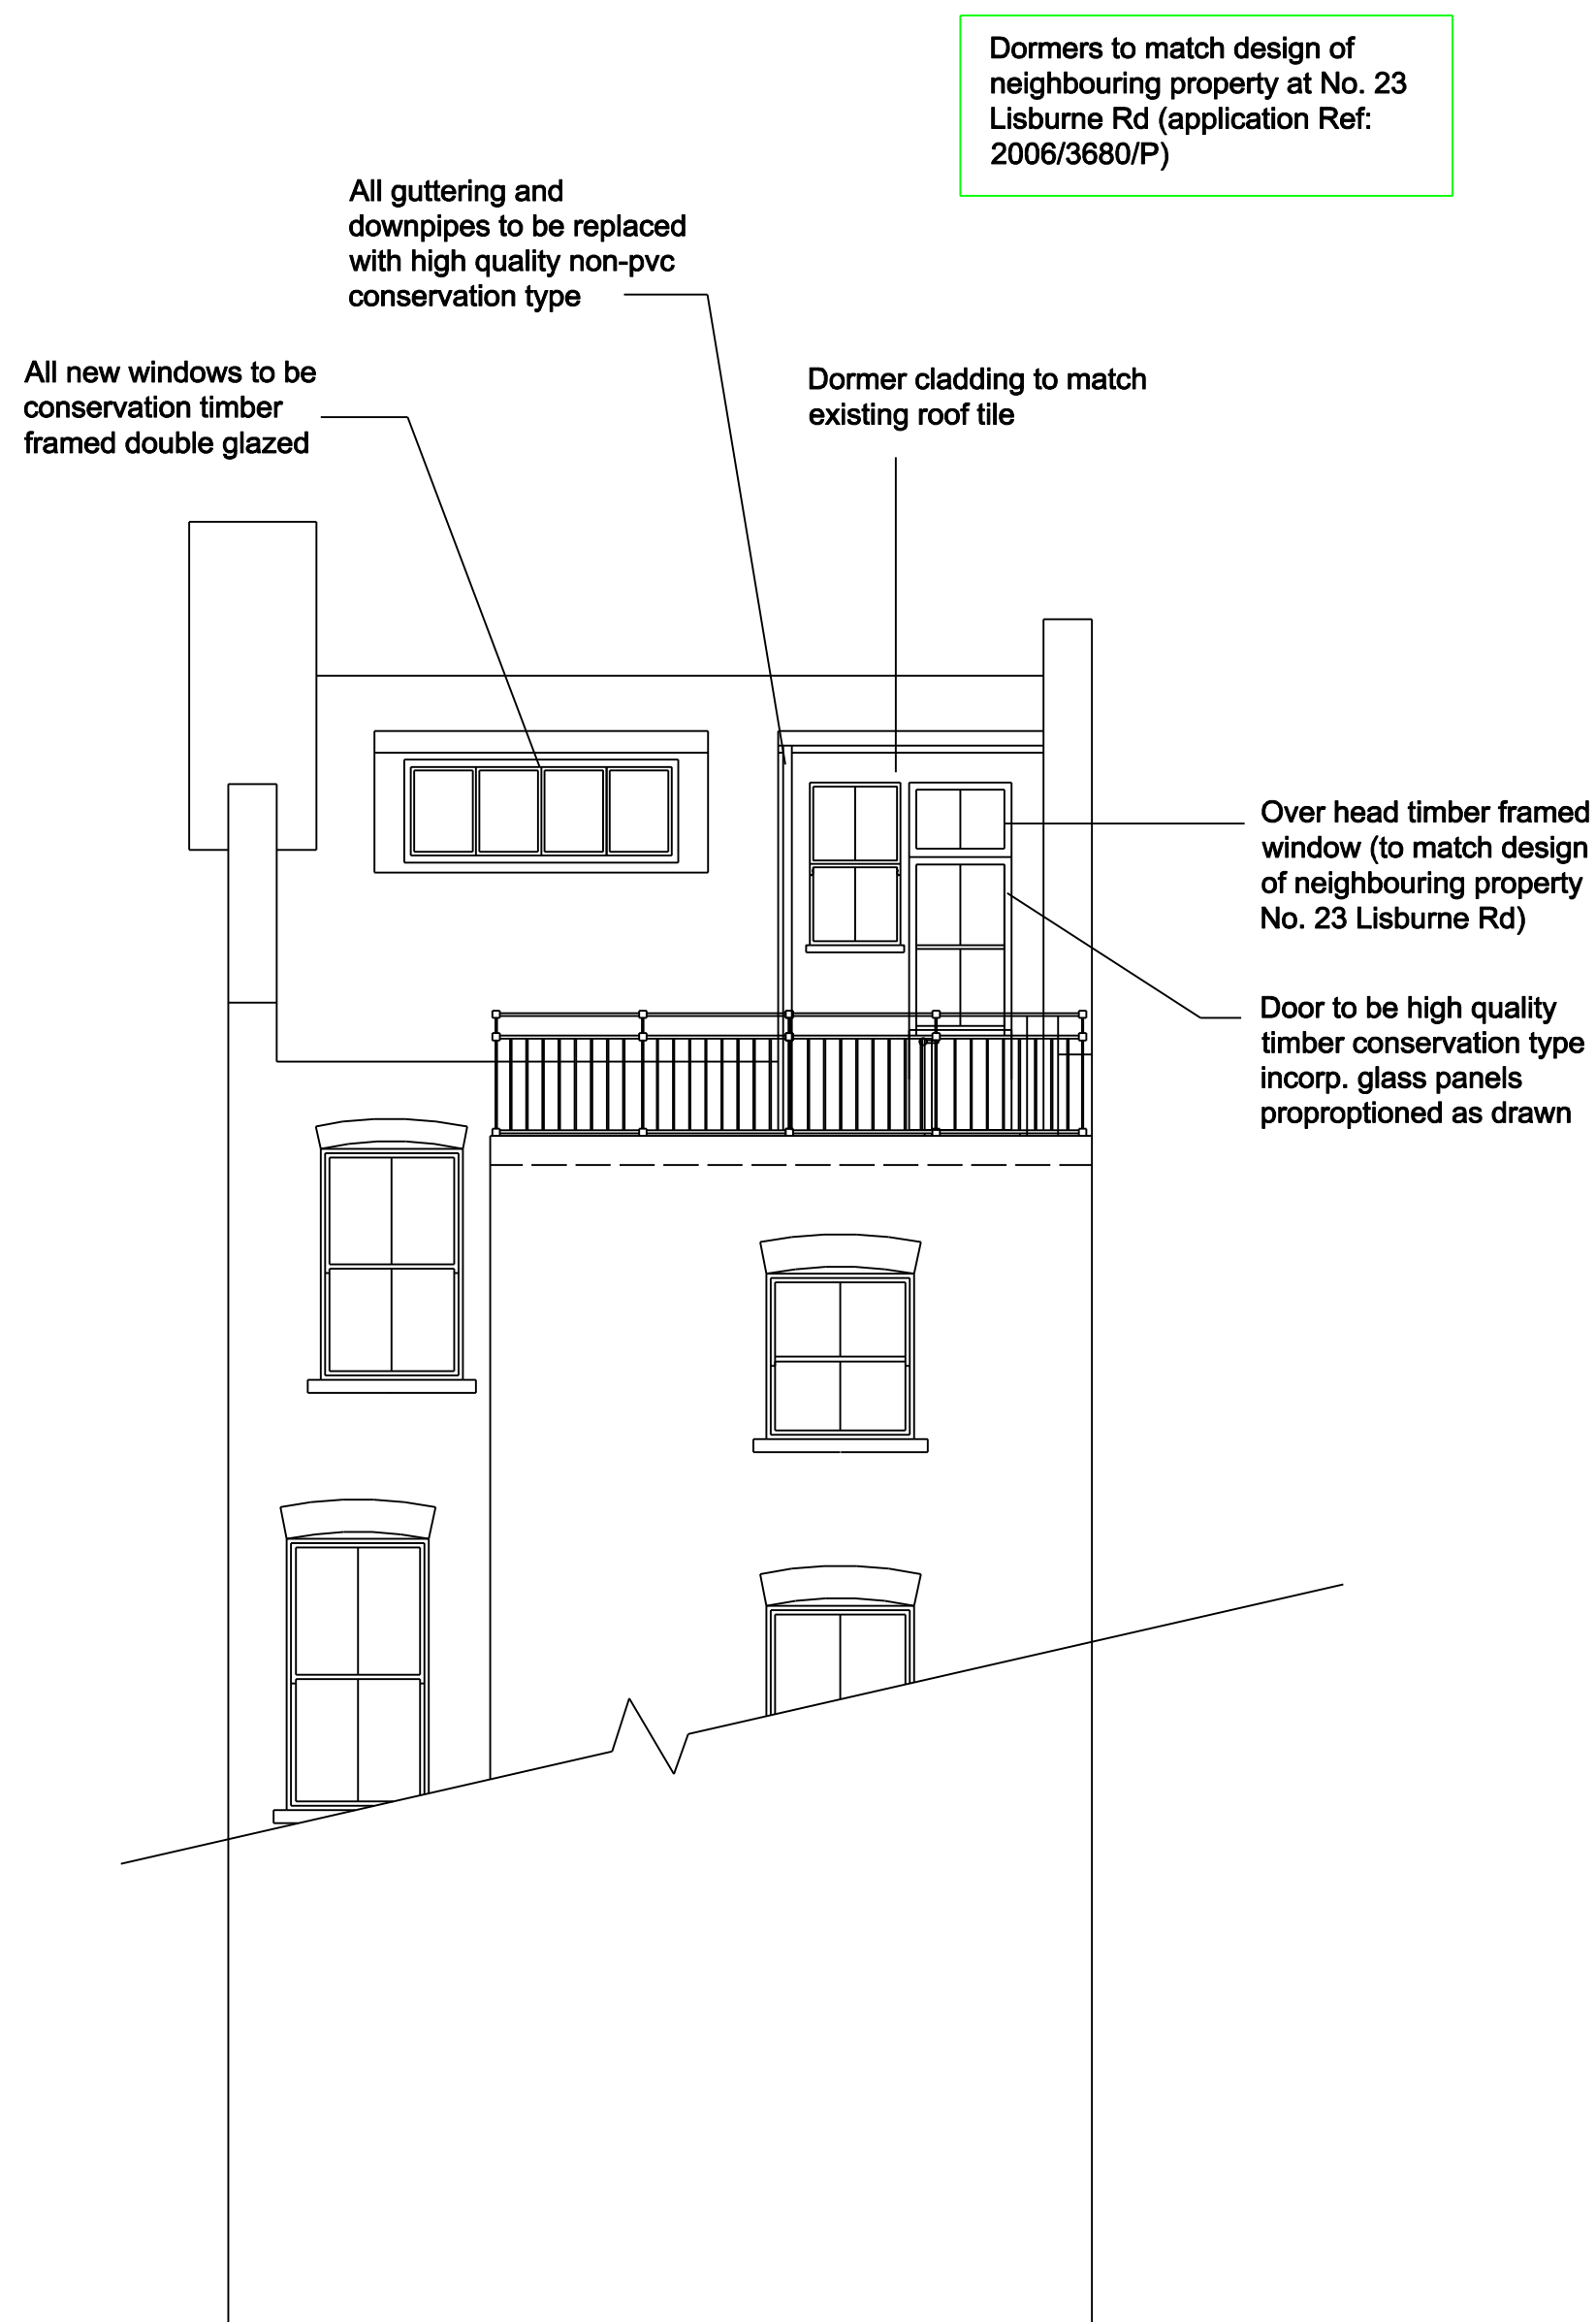 Dormers to match design of
neighbouring property at No. 23
Lisburne Rd (application Ref:
2006/3680/P)
All guttering and
downpipes to be replaced
with high quality non-pvc
conservation type
All new windows to be
conservation timber
framed double glazed
Dormer cladding to match
existing roof tile
Over head timber framed
window (to match design
of neighbouring property
No. 23 Lisburne Rd)
Door to be high quality
timber conservation type
incorp. glass panels
proproptioned as drawn